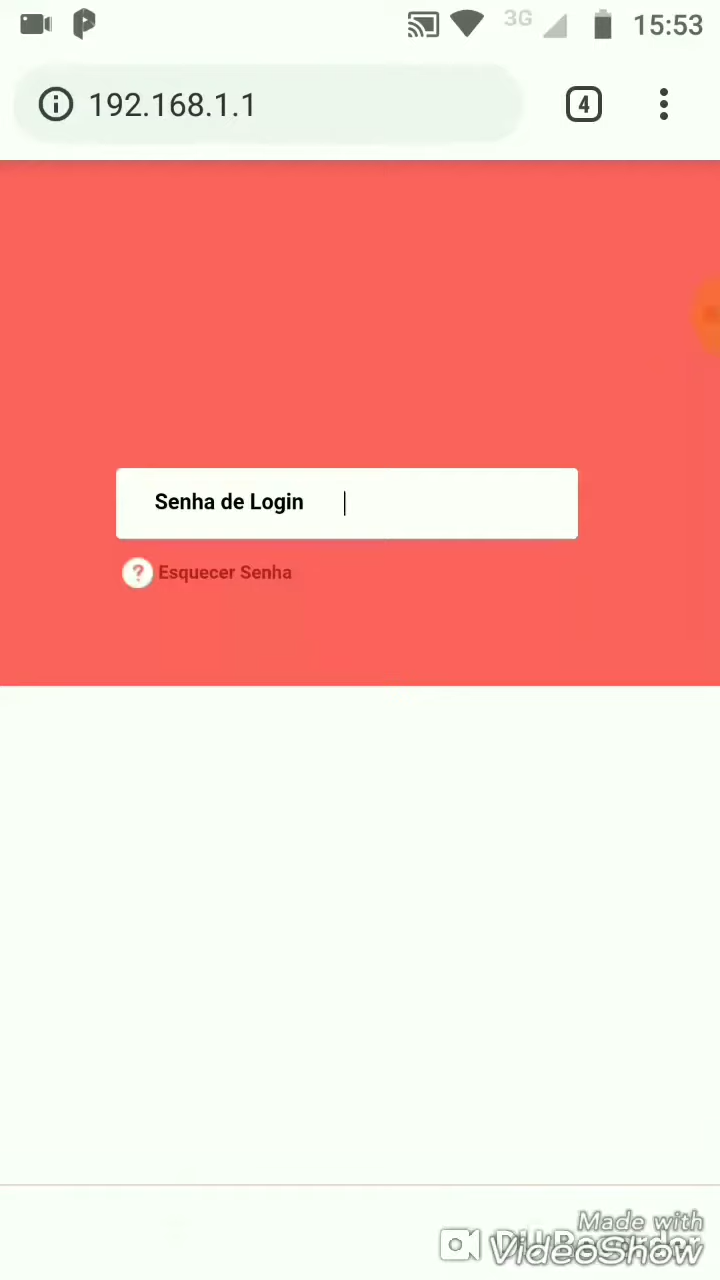 3G 15:53
192.168.1.1 4
Senha de Login
? Esquecer Senha
Made with
VideoShow